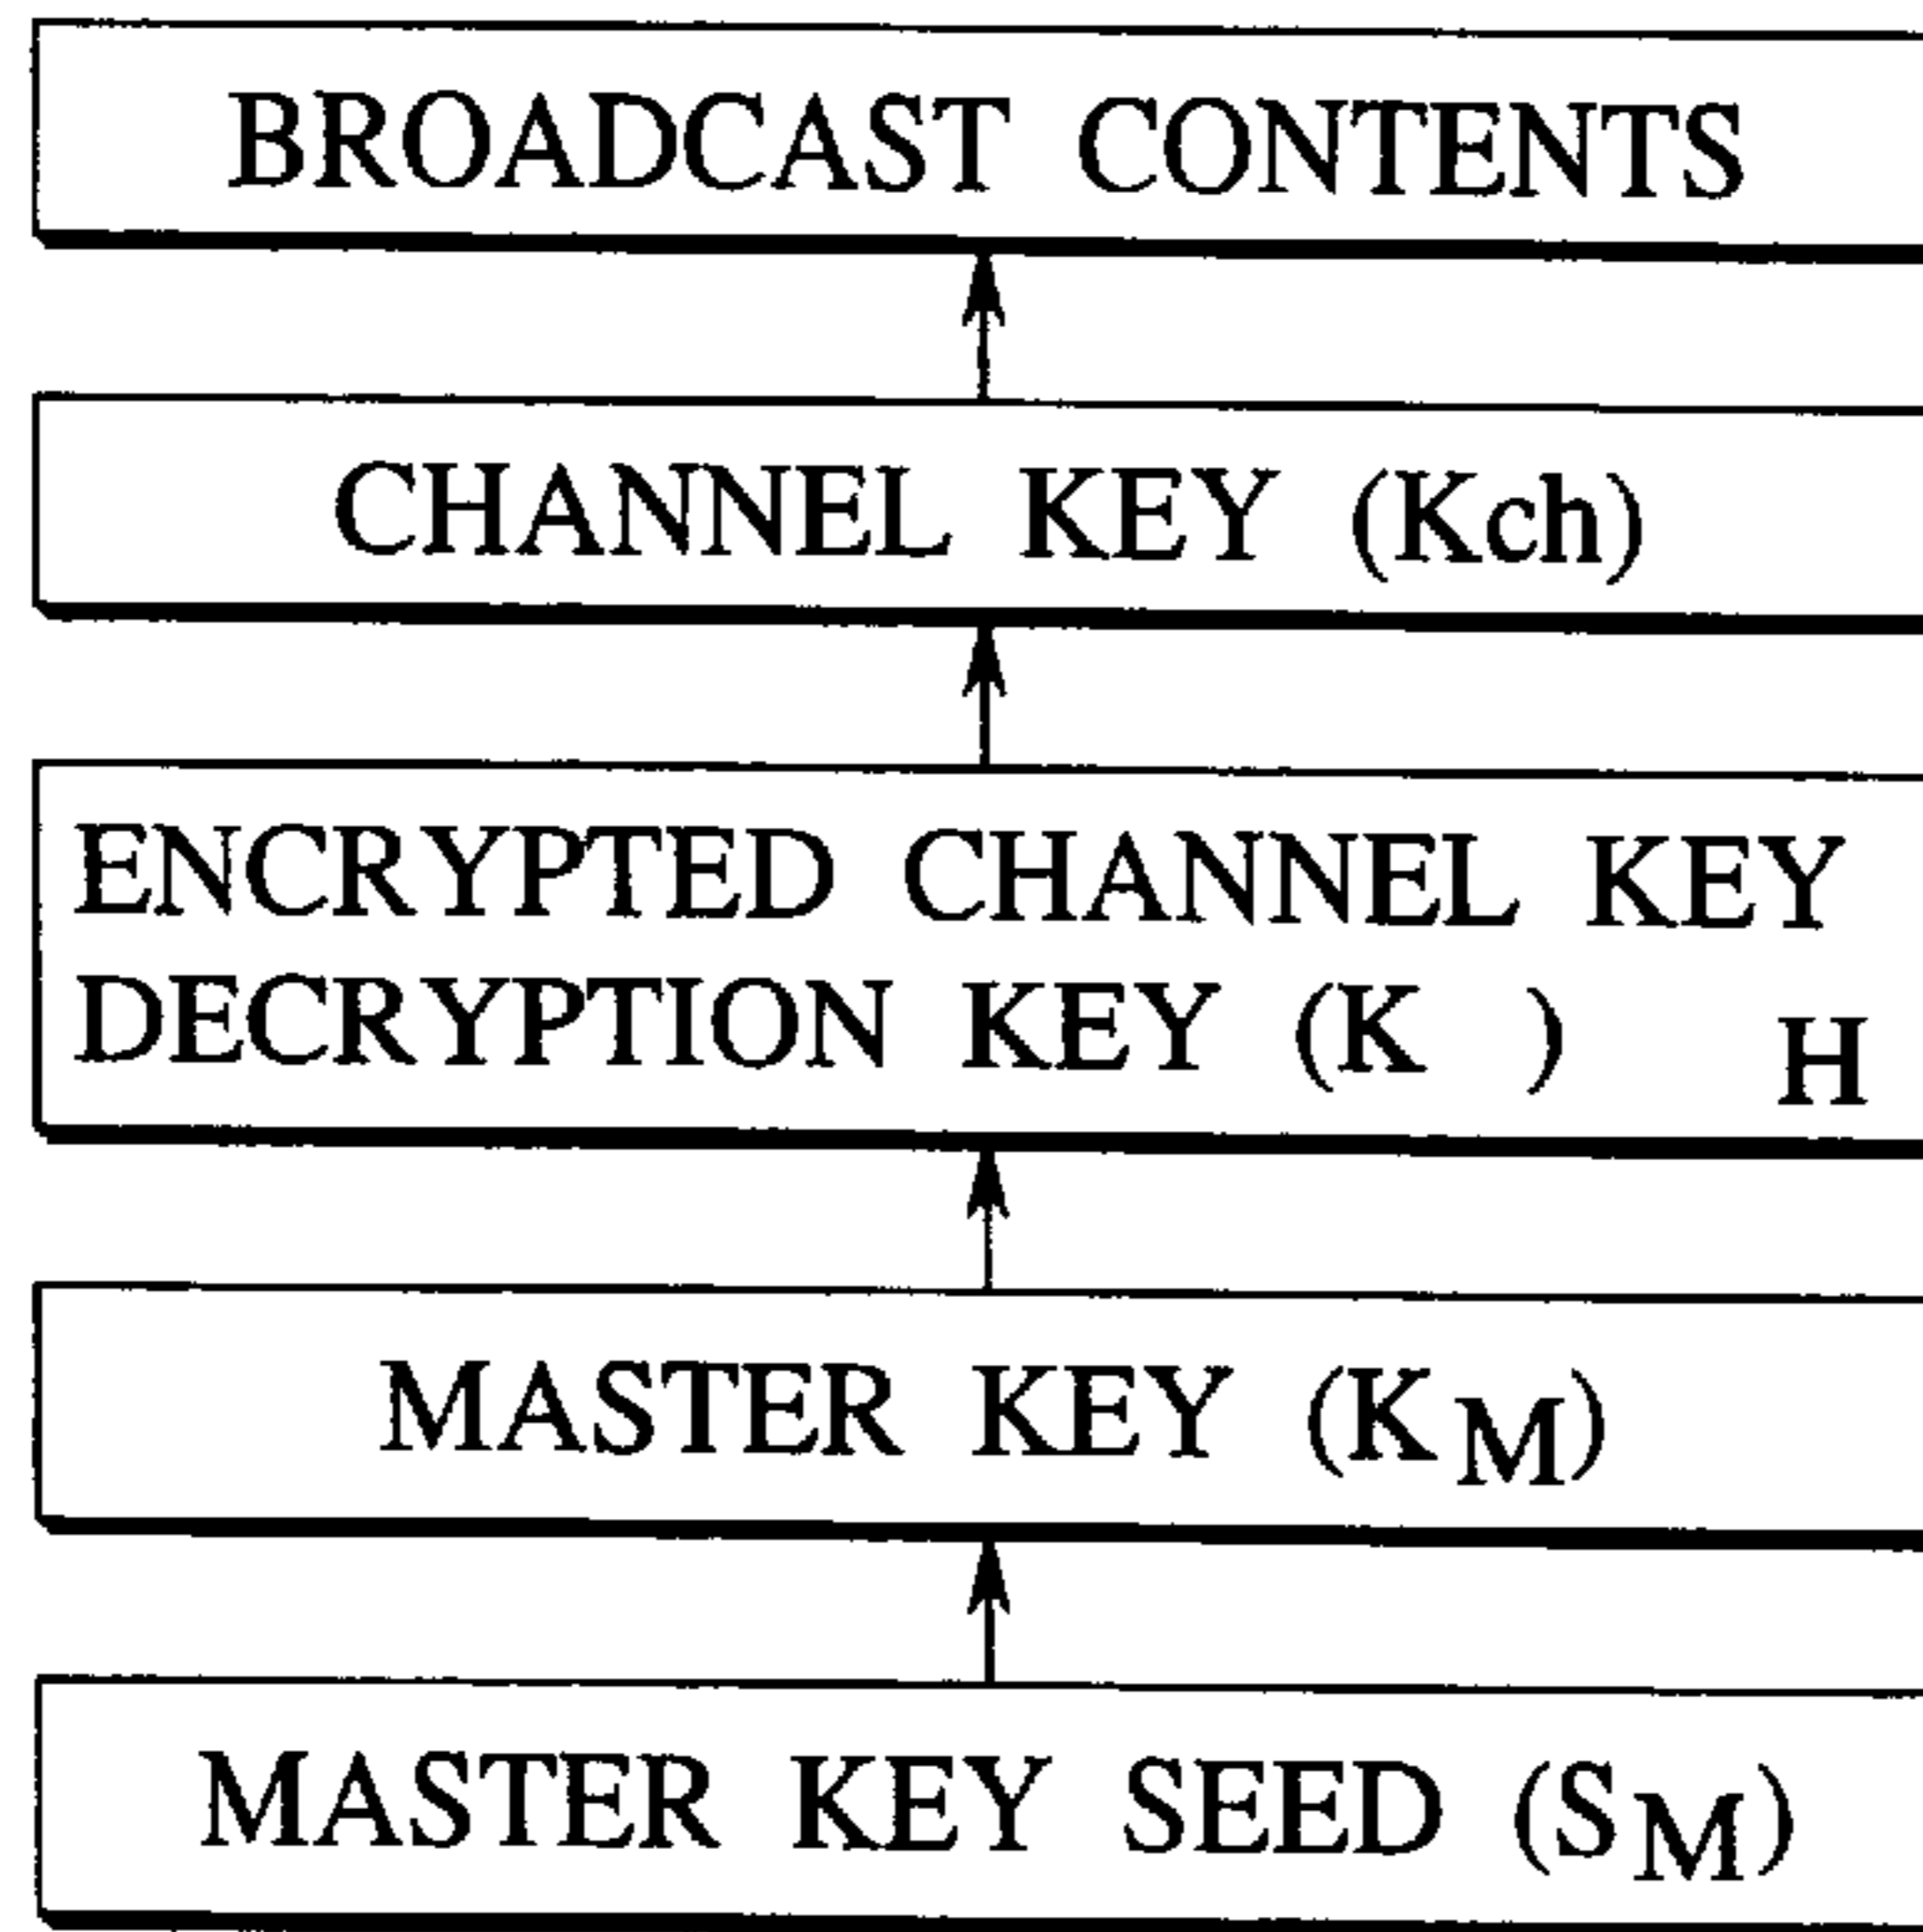 BROADCAST CONTENTS
CHANNEL KEY (Kch)
ENCRYPTED CHANNEL KEY
DECRYPTION KEY (K ) H
MASTER KEY (KM)
MASTER KEY SEED (SM)